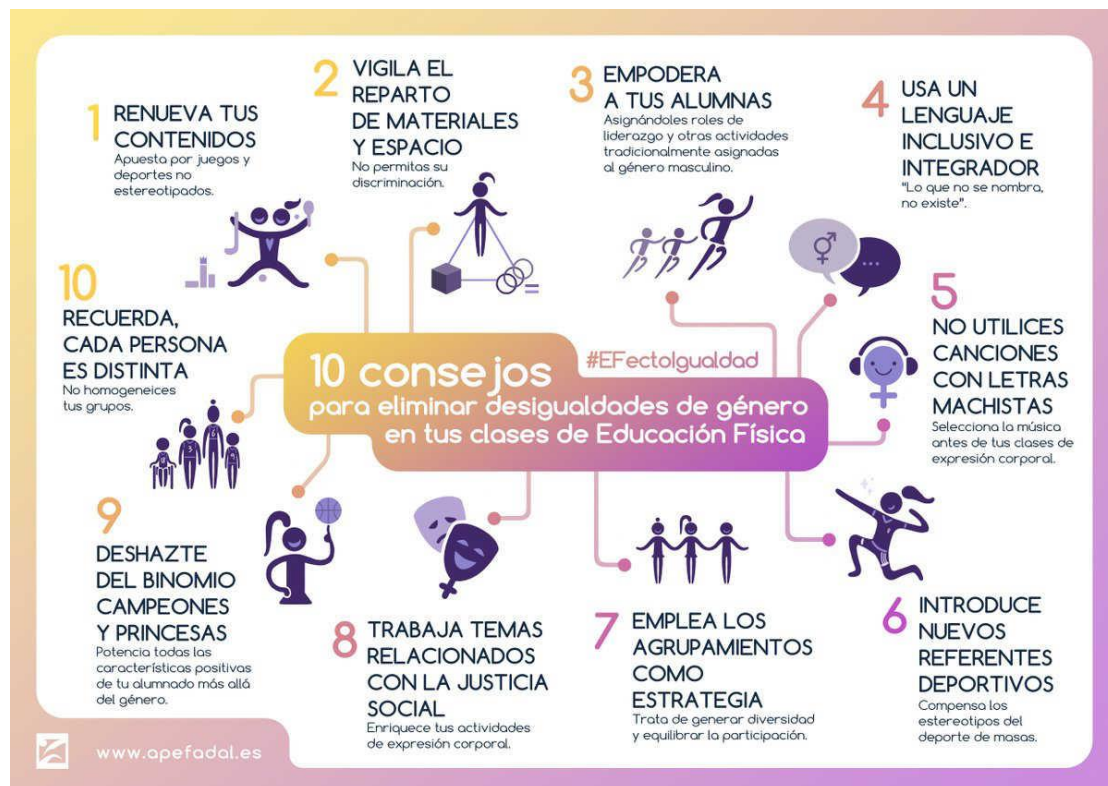 10 consejos
#EFectoIgualdad
para eliminar desigualdades de género
en tus clases de Educación Física
1
RENUEVA TUS
CONTENIDOS
Apuesta por juegos y
deportes no
estereotipados.
2
VIGILA EL
REPARTO
DE MATERIALES
Y ESPACIO
No permitas su
discriminación.
3
EMPODERA
A TUS ALUMNAS
Asignándoles roles de
liderazgo y otras actividades
tradicionalmente asignadas
al género masculino.
4
USA UN
LENGUAJE
INCLUSIVO E
INTEGRADOR
"Lo que no se nombra,
no existe".
5
NO UTILICES
CANCIONES
CON LETRAS
MACHISTAS
Selecciona la música
antes de tus clases de
expresión corporal.
6
INTRODUCE
NUEVOS
REFERENTES
DEPORTIVOS
Compensa los
estereotipos del
deporte de masas.
7
EMPLEA LOS
AGRUPAMIENTOS
COMO
ESTRATEGIA
Trata de generar diversidad
y equilibrar la participación.
8
TRABAJA TEMAS
RELACIONADOS
CON LA JUSTICIA
SOCIAL
Enriquece tus actividades
de expresión corporal.
9
DESHAZTE
DEL BINOMIO
CAMPEONES
Y PRINCESAS
Potencia todas las
características positivas
de tu alumnado más allá
del género.
10
RECUERDA,
CADA PERSONA
ES DISTINTA
No homogeneices
tus grupos.
www.apefadal.es